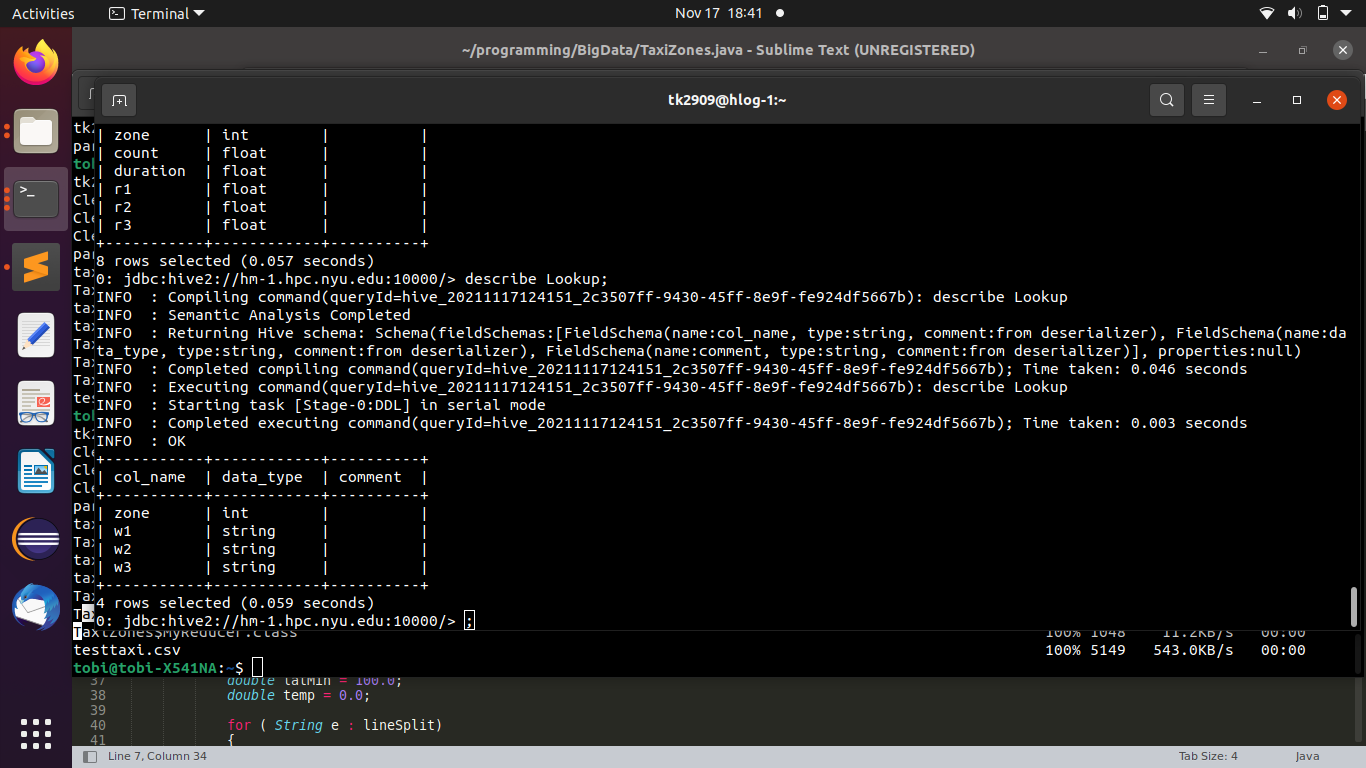 Activities Terminal Nov 17 18:41
~/programming/BigData/TaxiZones.java - Sublime Text (UNREGISTERED)
tk2909@hlog-1:~
| zone | int | |
| count | float | |
| duration | float | |
| r1 | float | |
| r2 | float | |
| r3 | float | |
+-----------+------------+----------+
8 rows selected (0.057 seconds)
0: jdbc:hive2://hm-1.hpc.nyu.edu:10000/> describe Lookup;
INFO : Compiling command(queryId=hive_20211117124151_2c3507ff-9430-45ff-8e9f-fe924df5667b): describe Lookup
INFO : Semantic Analysis Completed
INFO : Returning Hive schema: Schema(fieldSchemas:[FieldSchema(name:col_name, type:string, comment:from deserializer), FieldSchema(name:da
ta_type, type:string, comment:from deserializer), FieldSchema(name:comment, type:string, comment:from deserializer)], properties:null)
INFO : Completed compiling command(queryId=hive_20211117124151_2c3507ff-9430-45ff-8e9f-fe924df5667b); Time taken: 0.046 seconds
INFO : Executing command(queryId=hive_20211117124151_2c3507ff-9430-45ff-8e9f-fe924df5667b): describe Lookup
INFO : Starting task [Stage-0:DDL] in serial mode
INFO : Completed executing command(queryId=hive_20211117124151_2c3507ff-9430-45ff-8e9f-fe924df5667b); Time taken: 0.003 seconds
INFO : OK
+-----------+------------+----------+
| col_name | data_type | comment |
+-----------+------------+----------+
| zone | int | |
| w1 | string | |
| w2 | string | |
| w3 | string | |
+-----------+------------+----------+
4 rows selected (0.059 seconds)
0: jdbc:hive2://hm-1.hpc.nyu.edu:10000/> ;
TaxiZones$MyReducer.class 100% 1048 11.2KB/s 00:00
testtaxi.csv 100% 5149 543.0KB/s 00:00
tobi@tobi-X541NA:~$
37 double latMin = 100.0;
38 double temp = 0.0;
39
40 for ( String e : lineSplit)
41 {
Line 7, Column 34 Tab Size: 4 Java